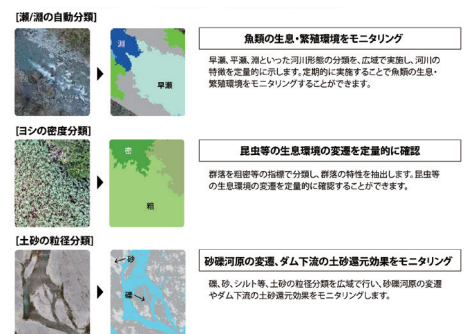 [瀬/淵の自動分類]
淵
早瀬
魚類の生息・繁殖環境をモニタリング
早瀬、平瀬、淵といった河川形態の分類を、広域で実施し、河川の
特徴を定量的に示します。定期的に実施することで魚類の生息・
繁殖環境をモニタリングすることができます。
[ヨシの密度分類]
密
粗
昆虫等の生息環境の変遷を定量的に確認
群落を粗密等の指標で分類し、群落の特性を抽出します。昆虫等
の生息環境の変遷を定量的に確認することができます。
[土砂の粒径分類]
砂
礫
砂礫河原の変遷、ダム下流の土砂還元効果をモニタリング
礫、砂、シルト等、土砂の粒径分類を広域で行い、砂礫河原の変遷
やダム下流の土砂還元効果をモニタリングします。